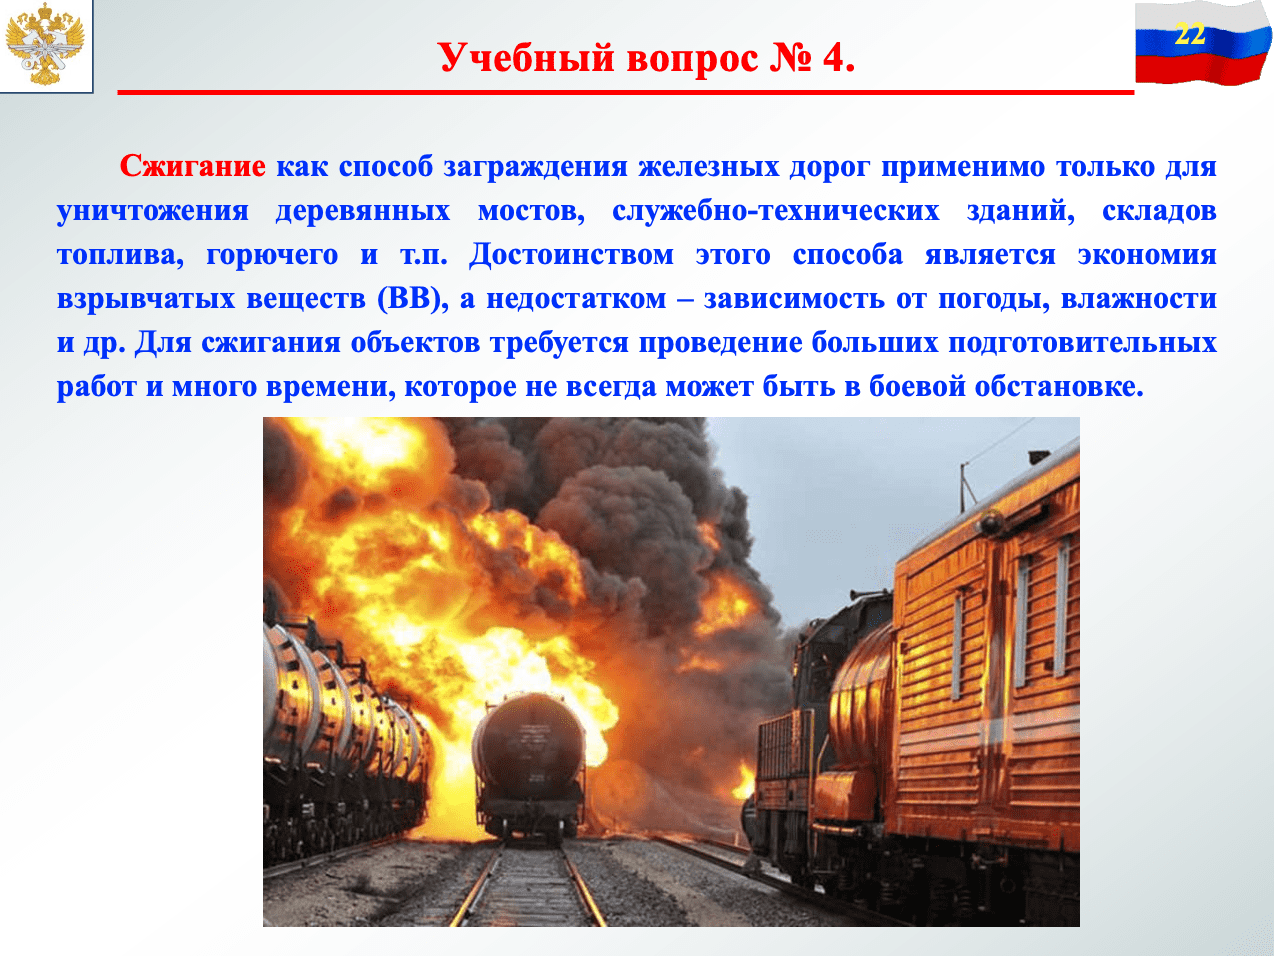 22
Учебный вопрос № 4.
Сжигание как способ заграждения железных дорог применимо только для
уничтожения деревянных мостов, служебно-технических зданий, складов
топлива, горючего и т.п. Достоинством этого способа является экономия
взрывчатых веществ (ВВ), а недостатком – зависимость от погоды, влажности
и др. Для сжигания объектов требуется проведение больших подготовительных
работ и много времени, которое не всегда может быть в боевой обстановке.